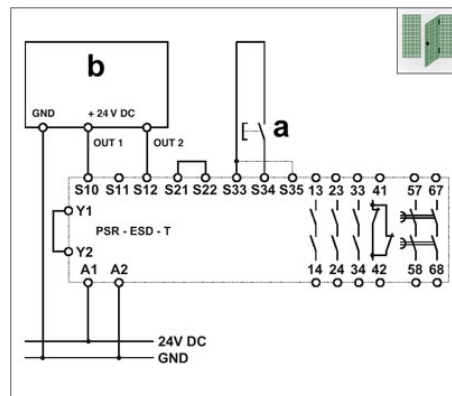 b
GND + 24 V DC
OUT 1 OUT 2
a
S10 S11 S12 S21 S22 S33 S34 S35 13 23 33 41 57 67
Y1
PSR - ESD - T
Y2
A1 A2 14 24 34 42 58 68
24V DC
GND